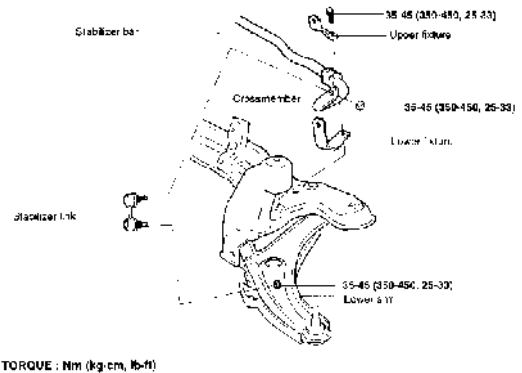 35-45 (350-450, 25-33)
Stabilizer bar
Upper fixture
Crossmember
35-45 (350-450, 25-33)
Lower fixture
Stabilizer link
35-45 (350-450, 25-33)
Lower arm
TORQUE : Nm (kg·cm, lb-ft)